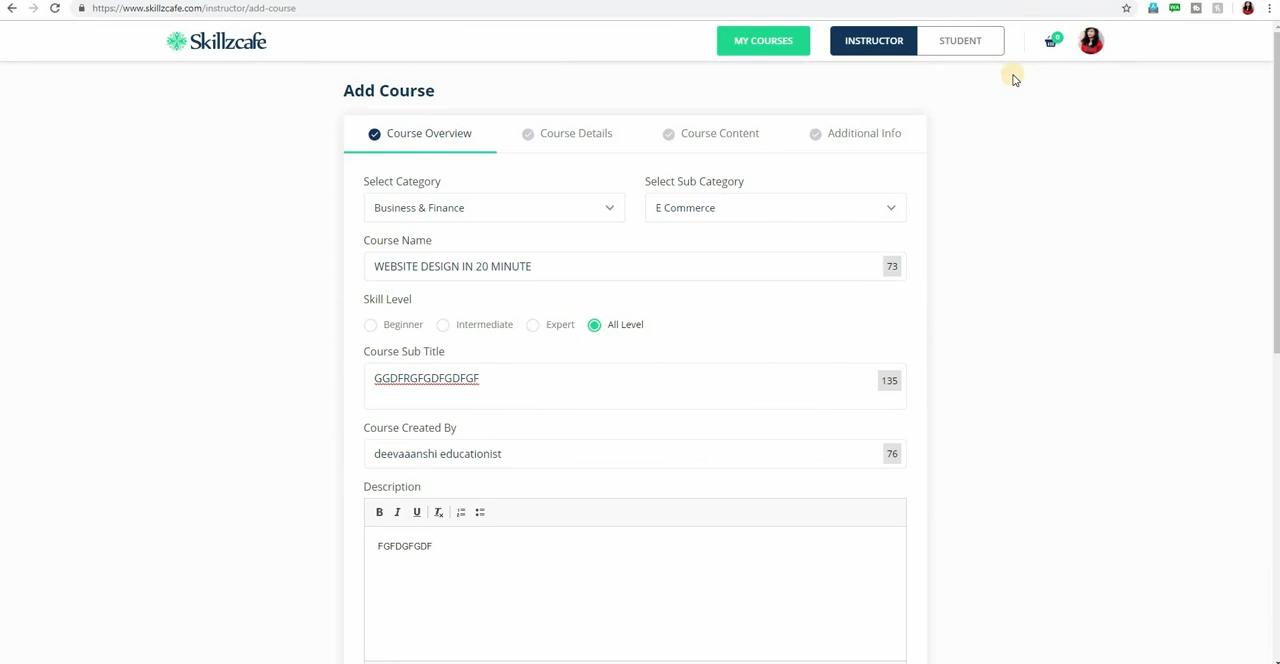 https://www.skillzcafe.com/instructor/add-course
Skillzcafe
MY COURSES
INSTRUCTOR
STUDENT
0
Add Course
Course Overview
Course Details
Course Content
Additional Info
Select Category
Select Sub Category
Business & Finance
E Commerce
Course Name
WEBSITE DESIGN IN 20 MINUTE
73
Skill Level
Beginner
Intermediate
Expert
All Level
Course Sub Title
GGDFRGFGDFGDFGF
135
Course Created By
deevaaanshi educationist
76
Description
B I U Tx
FGFDGFGDF